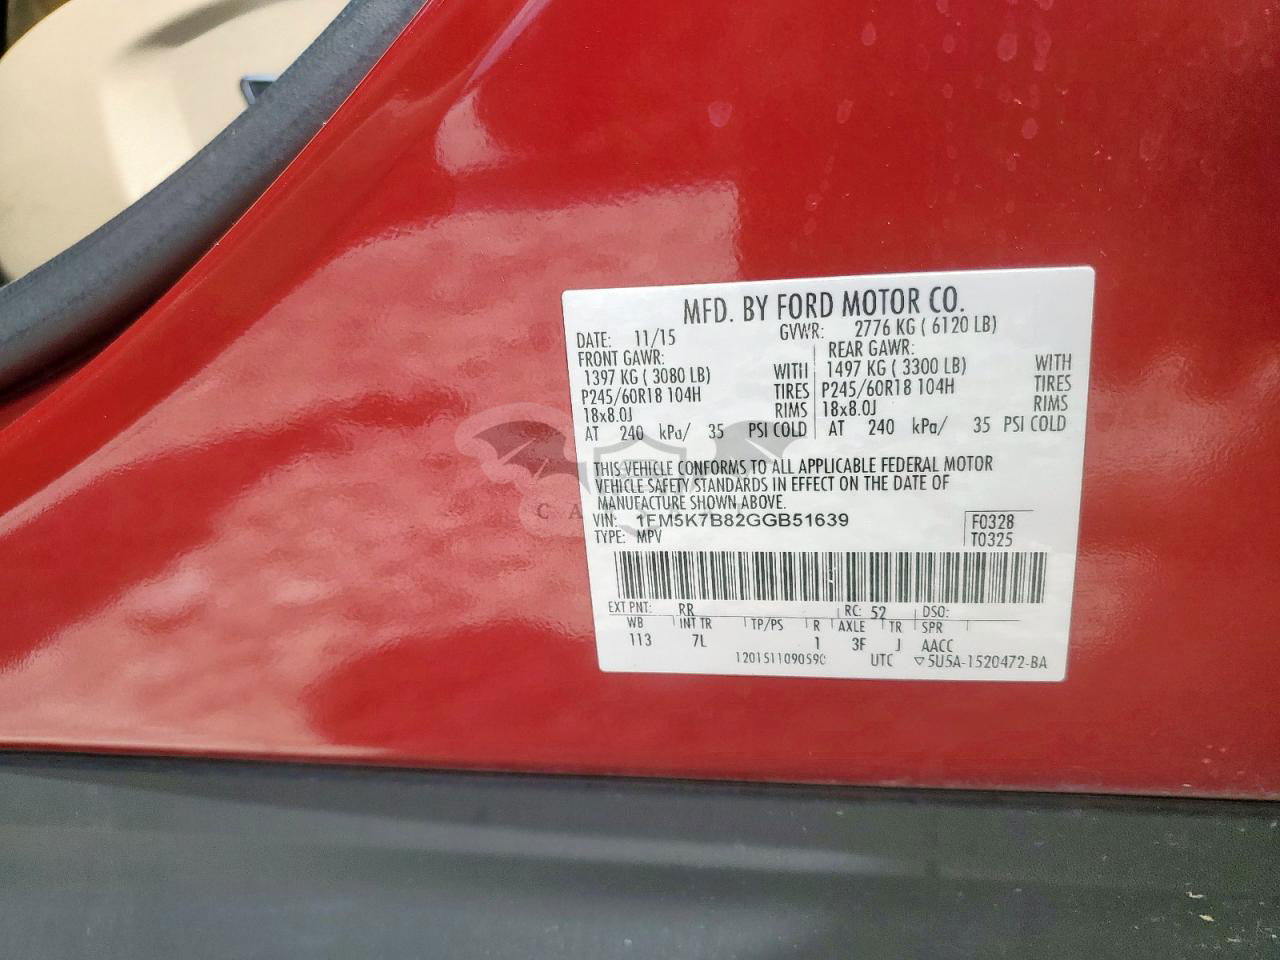 MFD. BY FORD MOTOR CO.
DATE: 11/15 GVWR: 2776 KG ( 6120 LB)
FRONT GAWR: REAR GAWR:
1397 KG ( 3080 LB) WITH 1497 KG ( 3300 LB) WITH
P245/60R18 104H TIRES P245/60R18 104H TIRES
18x8.0J RIMS 18x8.0J RIMS
AT 240 kPa/ 35 PSI COLD AT 240 kPa/ 35 PSI COLD
THIS VEHICLE CONFORMS TO ALL APPLICABLE FEDERAL MOTOR
VEHICLE SAFETY STANDARDS IN EFFECT ON THE DATE OF
MANUFACTURE SHOWN ABOVE.
VIN: 1FM5K7B82GGB51639 F0328
TYPE: MPV T0325
EXT PNT: RR RC: 52 DSO:
WB INT TR TP/PS R AXLE TR SPR
113 7L 1 3F J AACC
120151109059C UTC ▽5U5A-1520472-BA